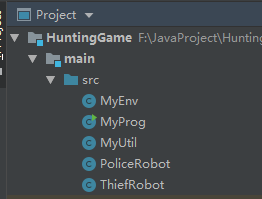 Project
HuntingGame F:\JavaProject\Hunting
main
src
MyEnv
MyProg
MyUtil
PoliceRobot
ThiefRobot